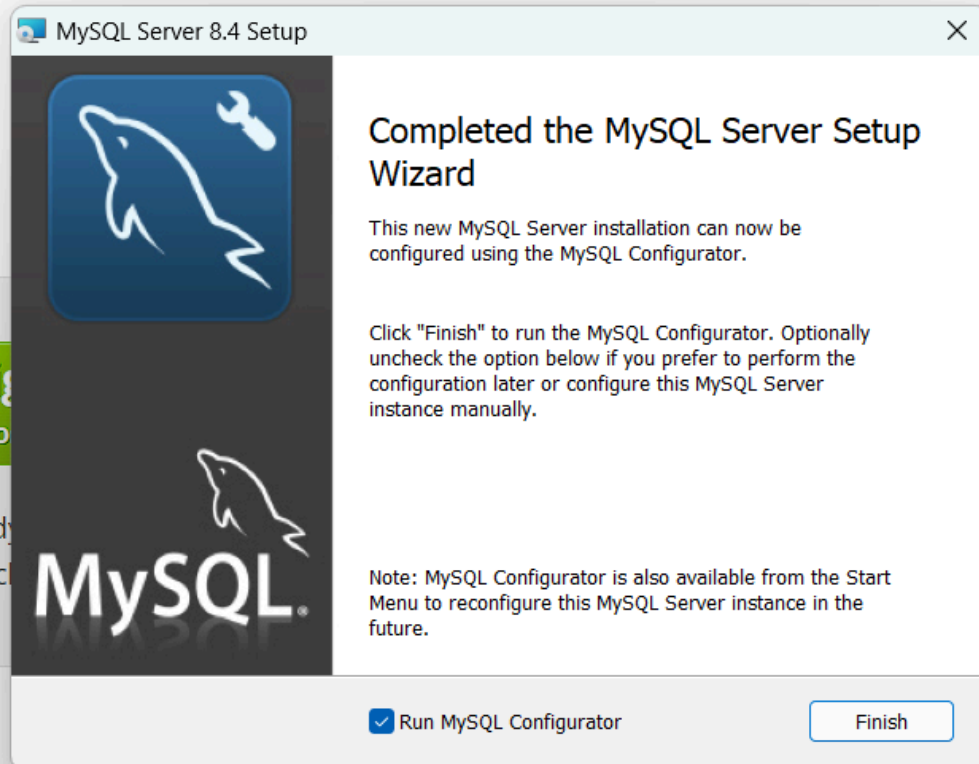 MySQL Server 8.4 Setup
Completed the MySQL Server Setup
Wizard
This new MySQL Server installation can now be
configured using the MySQL Configurator.
Click "Finish" to run the MySQL Configurator. Optionally
uncheck the option below if you prefer to perform the
configuration later or configure this MySQL Server
instance manually.
MySQL®
Note: MySQL Configurator is also available from the Start
Menu to reconfigure this MySQL Server instance in the
future.
Run MySQL Configurator
Finish